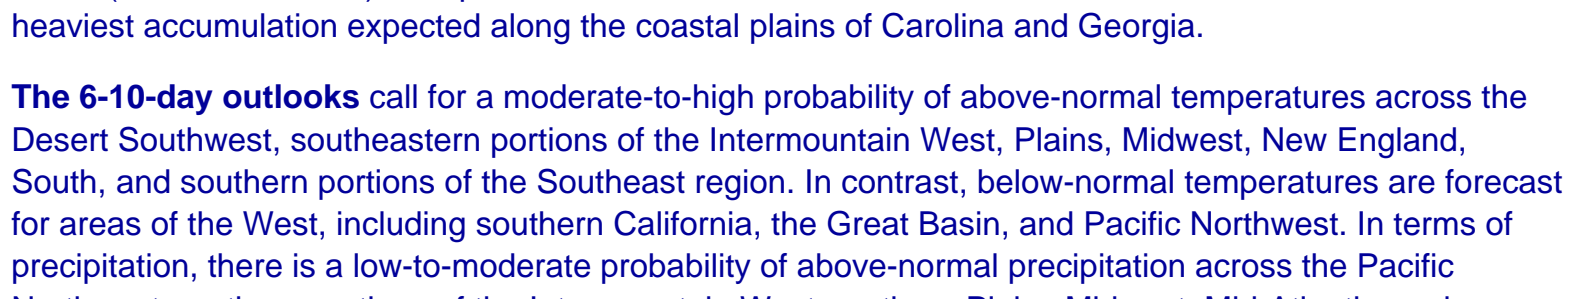 heaviest accumulation expected along the coastal plains of Carolina and Georgia.
The 6-10-day outlooks call for a moderate-to-high probability of above-normal temperatures across the
Desert Southwest, southeastern portions of the Intermountain West, Plains, Midwest, New England,
South, and southern portions of the Southeast region. In contrast, below-normal temperatures are forecast
for areas of the West, including southern California, the Great Basin, and Pacific Northwest. In terms of
precipitation, there is a low-to-moderate probability of above-normal precipitation across the Pacific